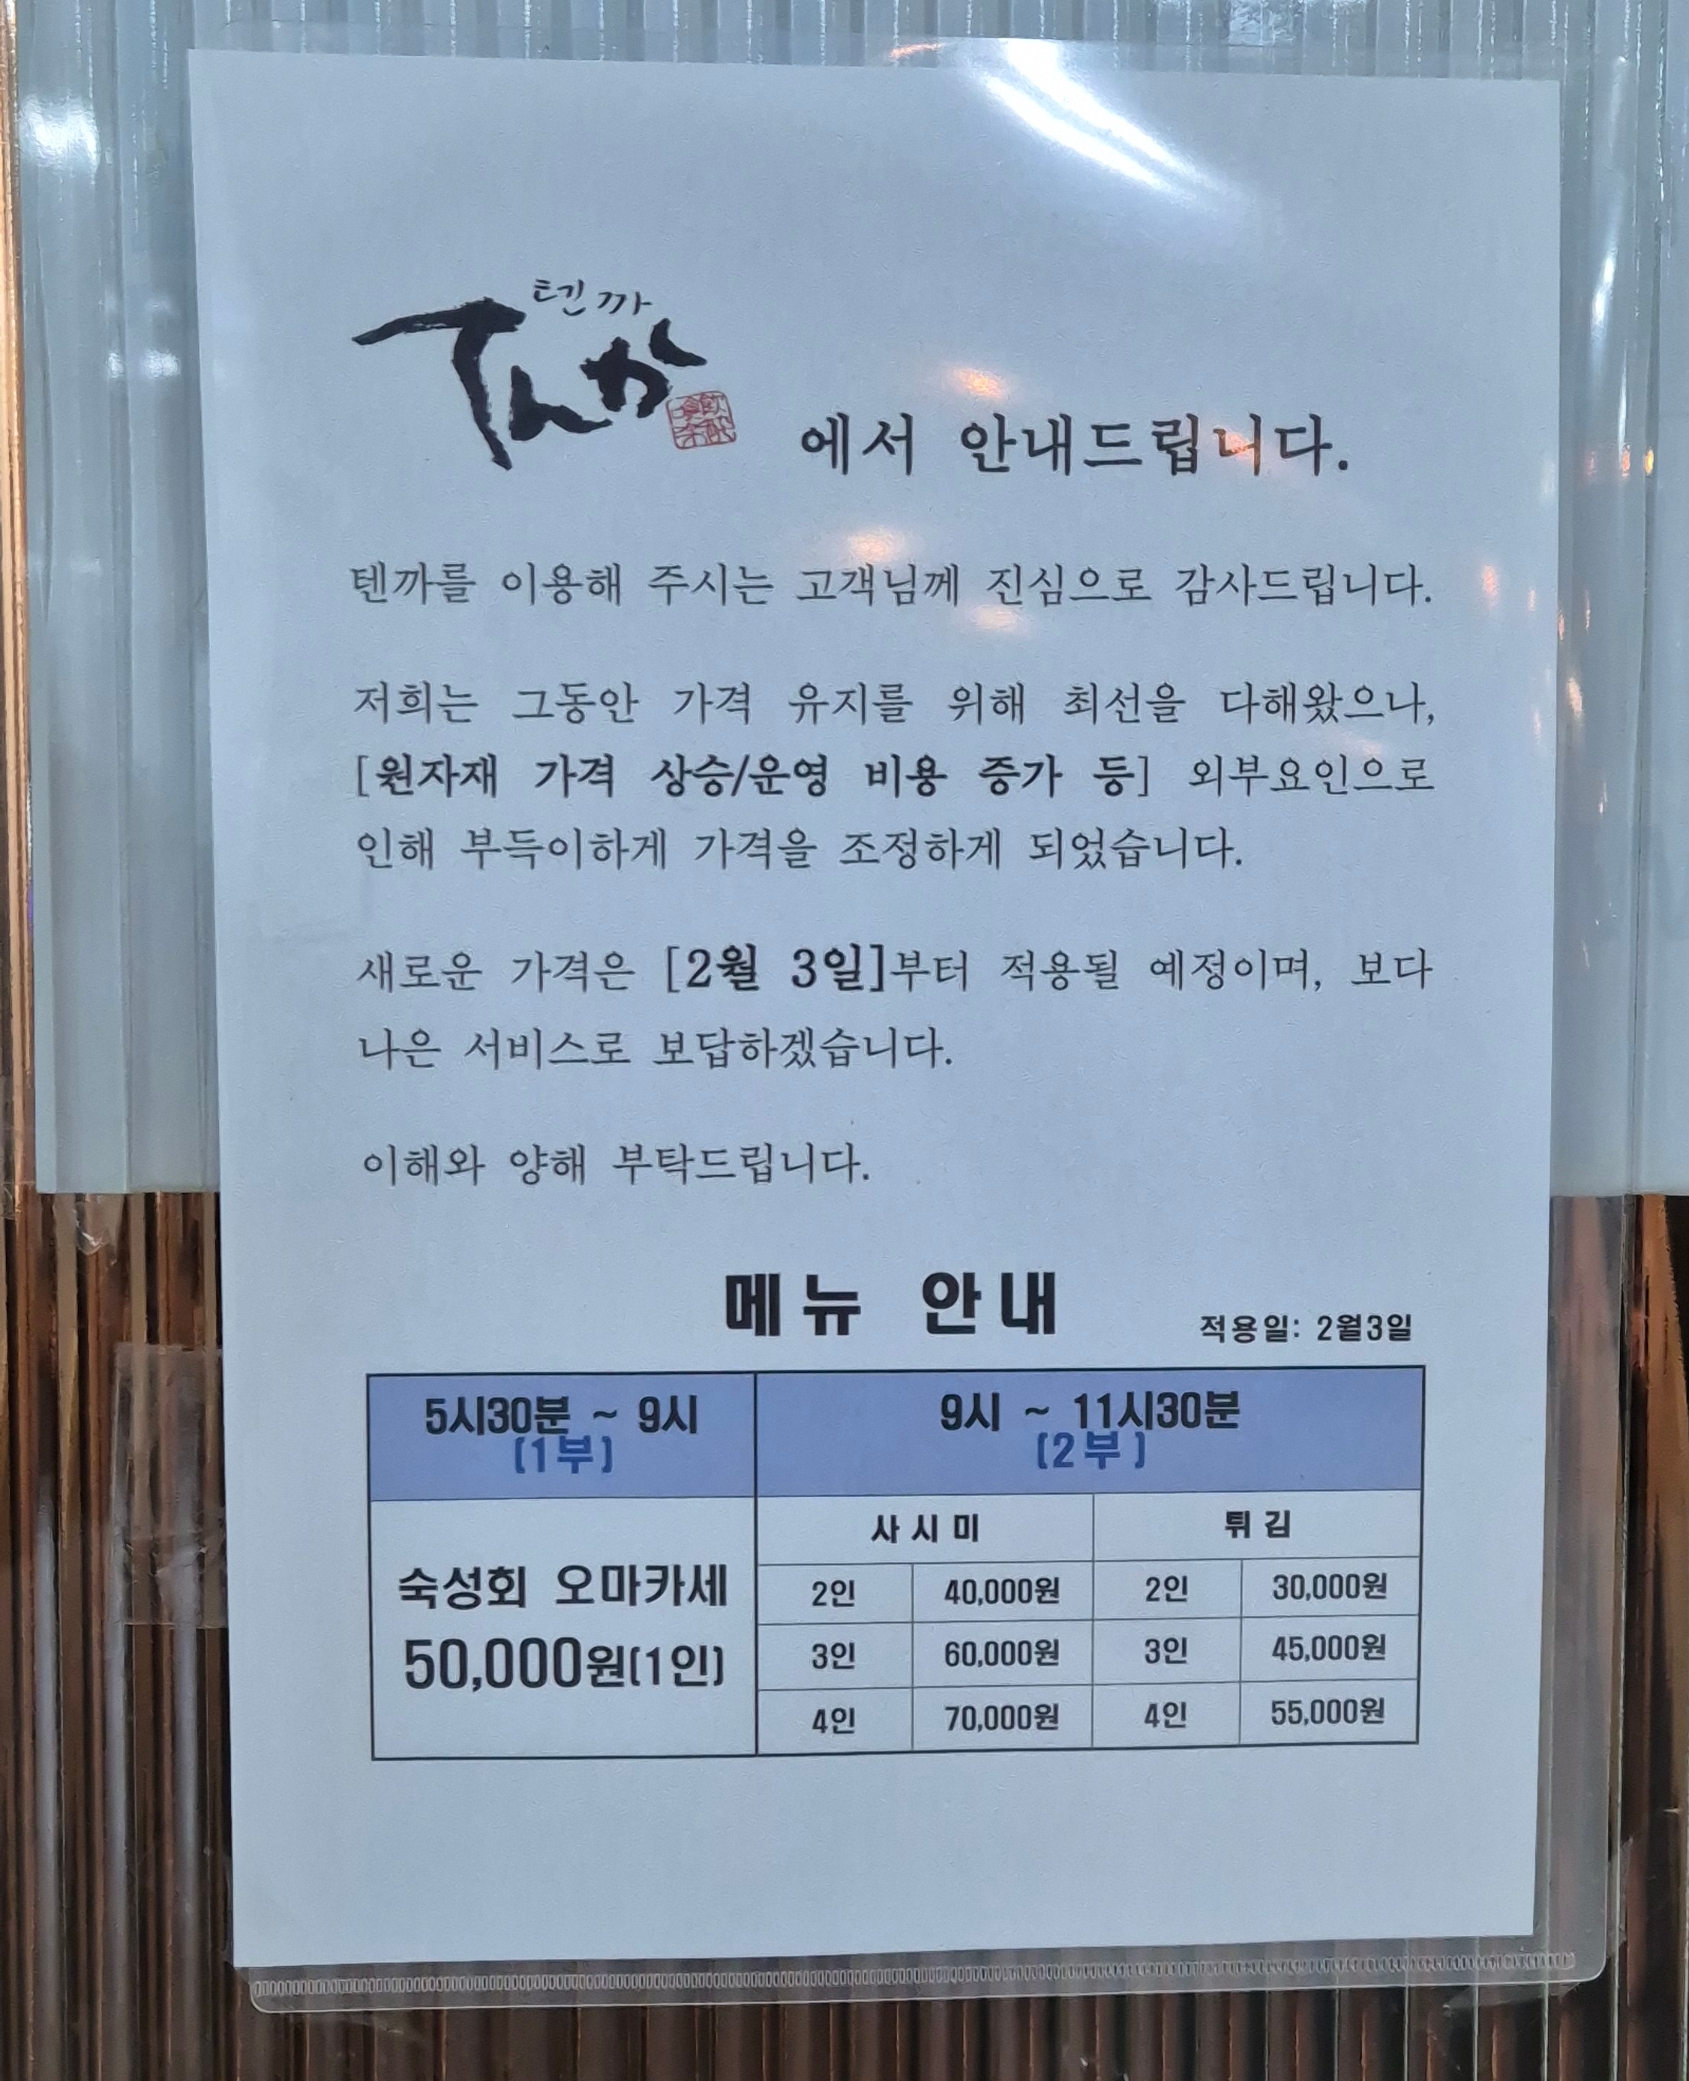 텐까
てんか
에서 안내드립니다.
텐까를 이용해 주시는 고객님께 진심으로 감사드립니다.
저희는 그동안 가격 유지를 위해 최선을 다해왔으나,
[원자재 가격 상승/운영 비용 증가 등] 외부요인으로
인해 부득이하게 가격을 조정하게 되었습니다.
새로운 가격은 [2월 3일]부터 적용될 예정이며, 보다
나은 서비스로 보답하겠습니다.
이해와 양해 부탁드립니다.
메뉴 안내
적용일: 2월3일
5시30분 ~ 9시 9시 ~ 11시30분
(1부) (2부)
사시미 튀김
숙성회 오마카세
50,000원(1인)
2인 40,000원 2인 30,000원
3인 60,000원 3인 45,000원
4인 70,000원 4인 55,000원